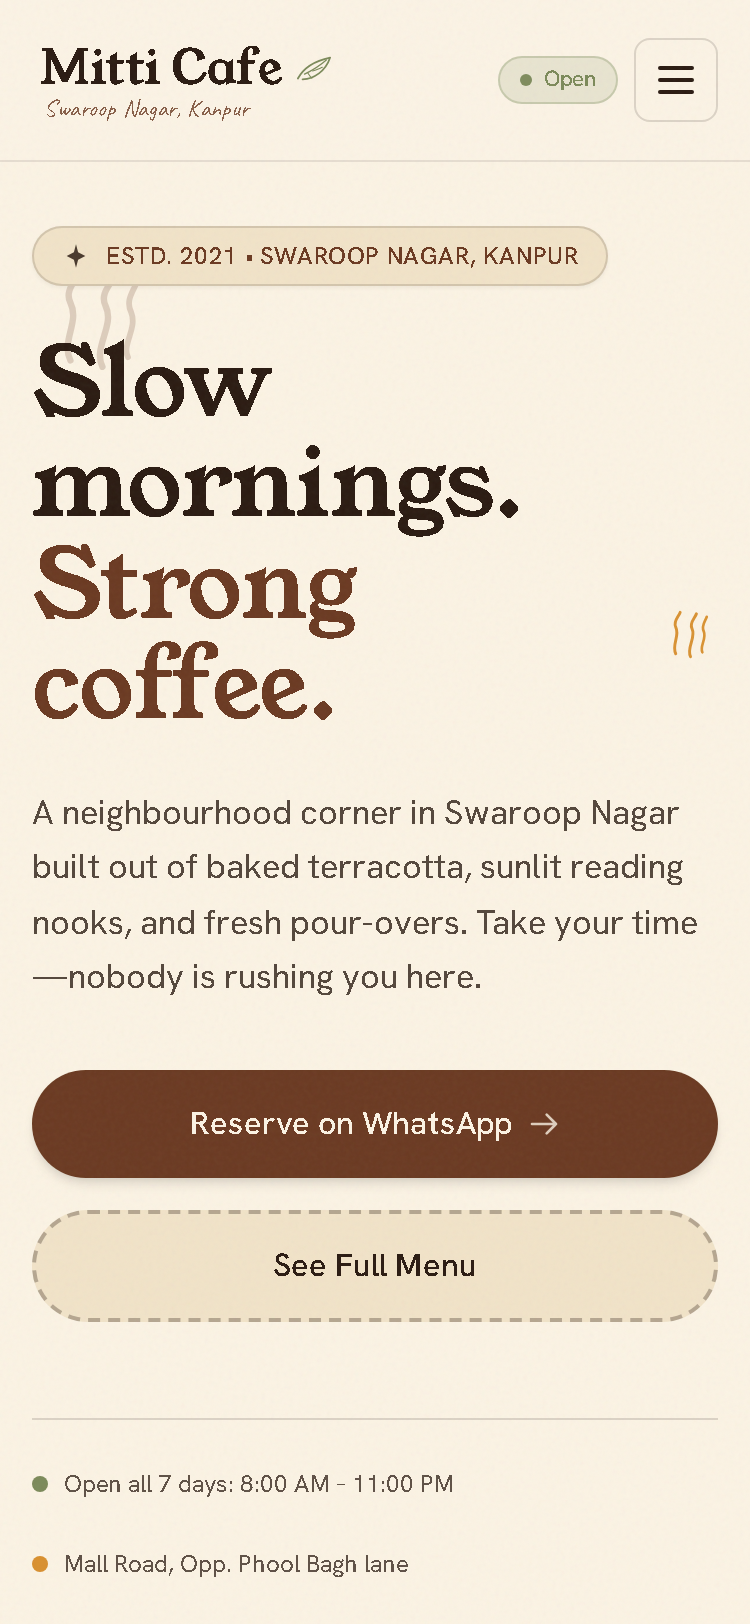 Mitti Cafe
Swaroop Nagar, Kanpur
Open
ESTD. 2021 • SWAROOP NAGAR, KANPUR
Slow
mornings.
Strong
coffee.
A neighbourhood corner in Swaroop Nagar
built out of baked terracotta, sunlit reading
nooks, and fresh pour-overs. Take your time
—nobody is rushing you here.
Reserve on WhatsApp →
See Full Menu
Open all 7 days: 8:00 AM – 11:00 PM
Mall Road, Opp. Phool Bagh lane